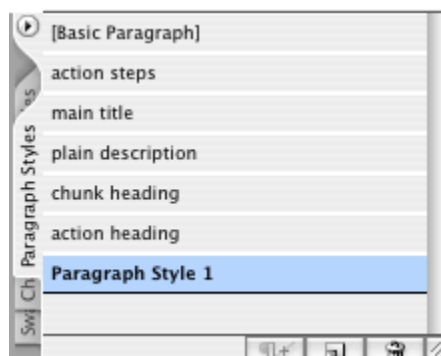 [Basic Paragraph]
action steps
main title
plain description
chunk heading
action heading
Paragraph Style 1
Paragraph Styles